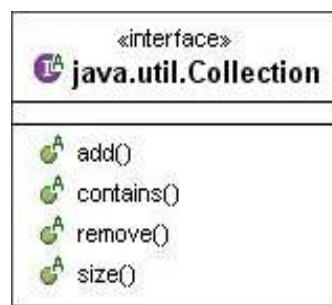 «interface»
java.util.Collection
add()
contains()
remove()
size()